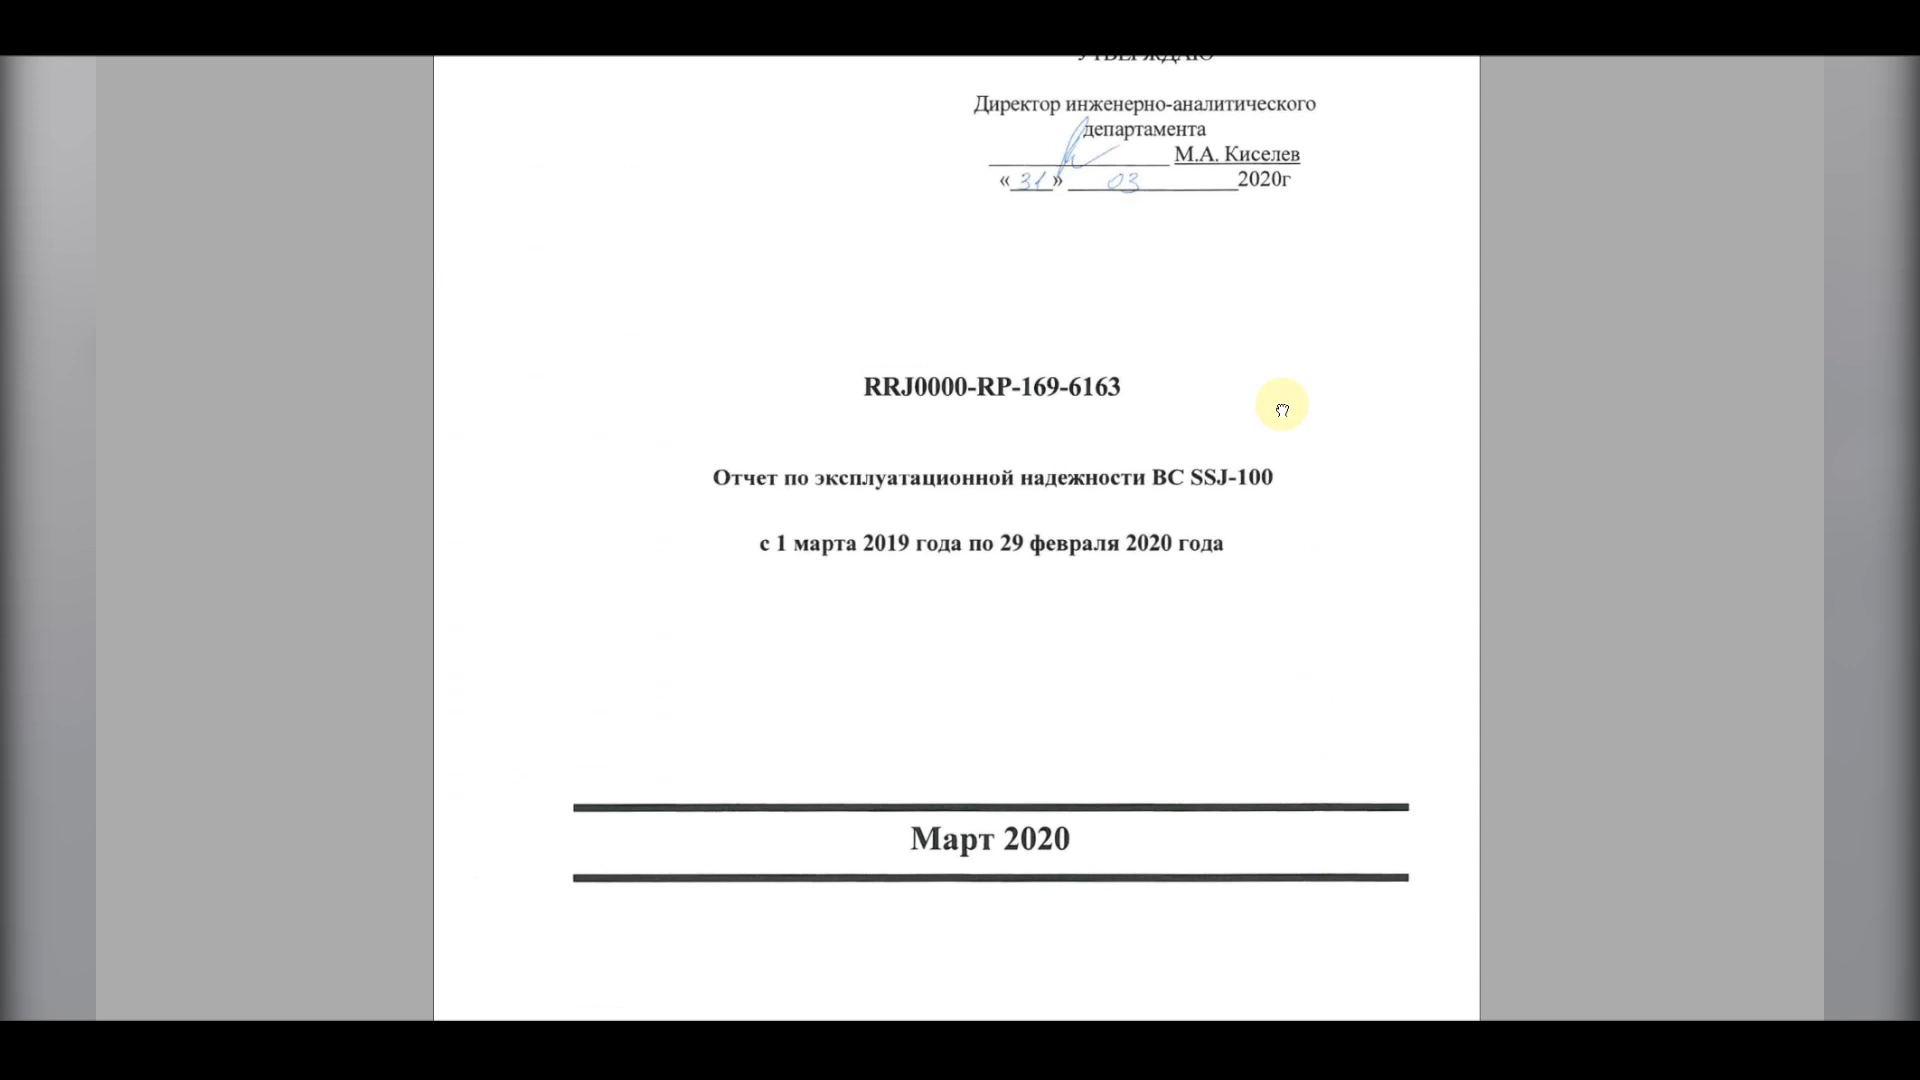 УТВЕРЖДАЮ
Директор инженерно-аналитического
департамента
М.А. Киселев
«31» 03 2020г
RRJ0000-RP-169-6163
Отчет по эксплуатационной надежности ВС SSJ-100
с 1 марта 2019 года по 29 февраля 2020 года
Март 2020